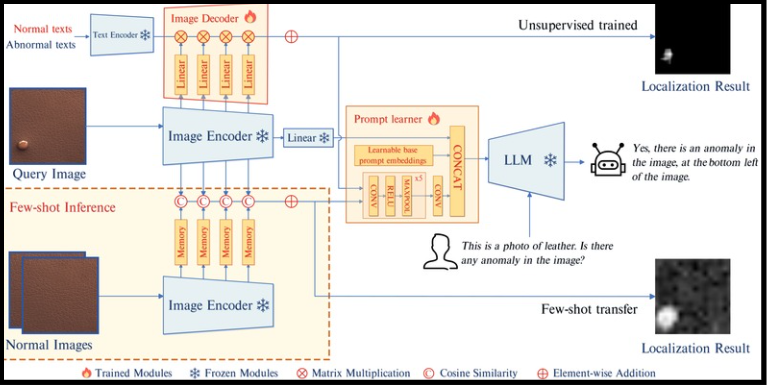 Image Decoder
Unsupervised trained
Normal texts
Abnormal texts
Text Encoder
Linear
Linear
Linear
Linear
Localization Result
Query Image
Image Encoder
Linear
Prompt learner
Learnable base
prompt embeddings
CONCAT
CONV
RELU
MAXPOOL
x5
CONV
LLM
Yes, there is an anomaly in
the image, at the bottom left
of the image.
Few-shot Inference
C
C
C
C
Memory
Memory
Memory
Memory
This is a photo of leather. Is there
any anomaly in the image?
Normal Images
Image Encoder
Few-shot transfer
Localization Result
Trained Modules
Frozen Modules
Matrix Multiplication
C
Cosine Similarity
Element-wise Addition